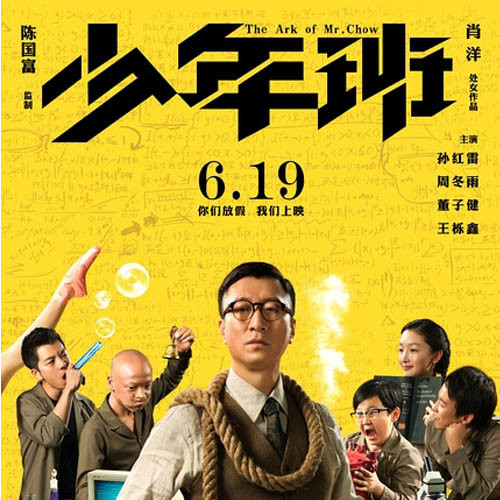 The Ark of Mr.Chow
少年班
陈国富
监制
肖洋
处女作品
主演
孙红雷
周冬雨
董子健
王栎鑫
6.19
你们放假 我们上映